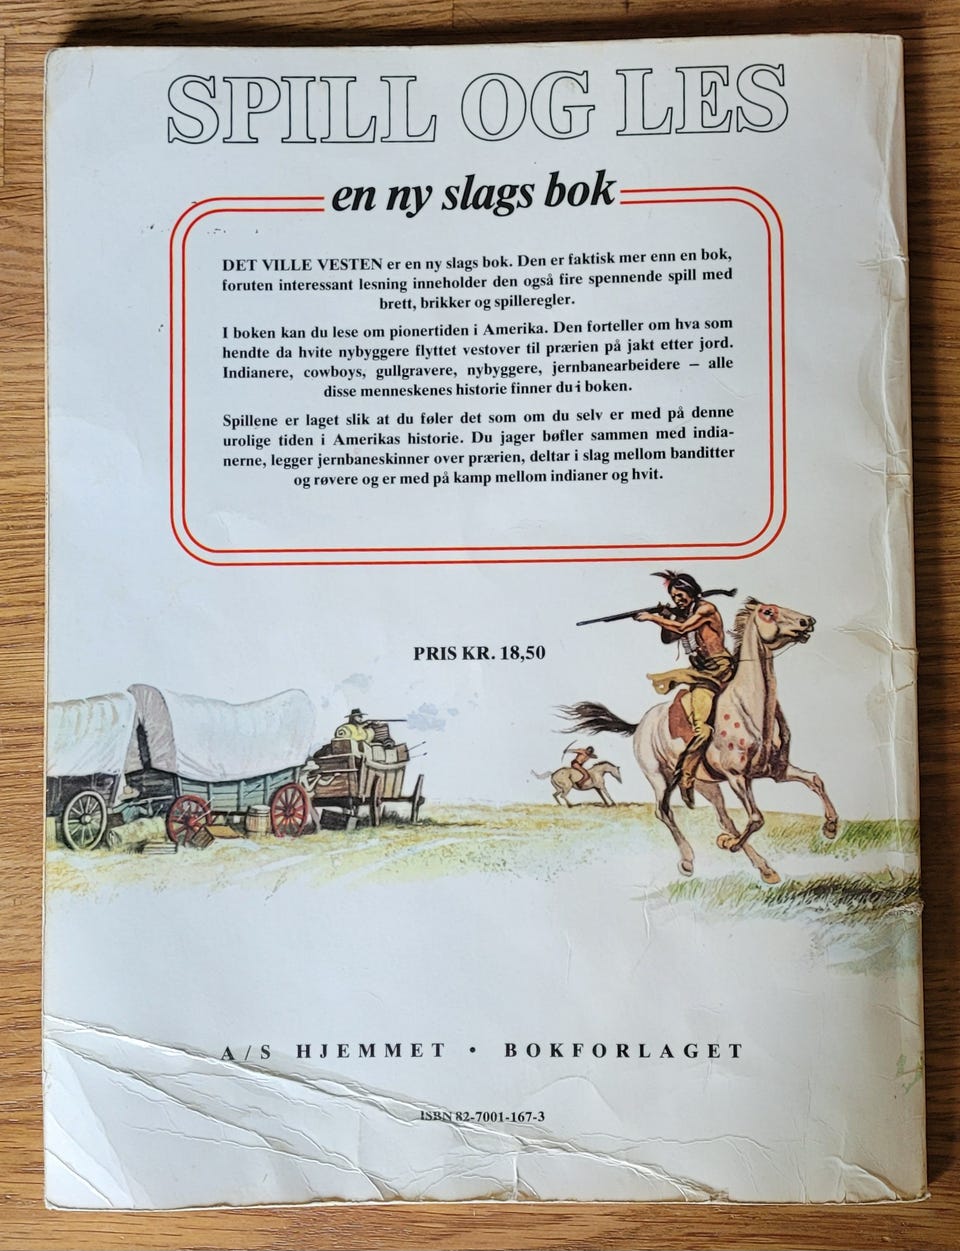 SPILL OG LES
en ny slags bok
DET VILLE VESTEN er en ny slags bok. Den er faktisk mer enn en bok,
foruten interessant lesning inneholder den også fire spennende spill med
brett, brikker og spilleregler.
I boken kan du lese om pionertiden i Amerika. Den forteller om hva som
hendte da hvite nybyggere flyttet vestover til prærien på jakt etter jord.
Indianere, cowboys, gullgravere, nybyggere, jernbanearbeidere – alle
disse menneskenes historie finner du i boken.
Spillene er laget slik at du føler det som om du selv er med på denne
urolige tiden i Amerikas historie. Du jager bøfler sammen med india-
nerne, legger jernbaneskinner over prærien, deltar i slag mellom banditter
og røvere og er med på kamp mellom indianer og hvit.
PRIS KR. 18,50
A/S HJEMMET • BOKFORLAGET
ISBN 82-7001-167-3